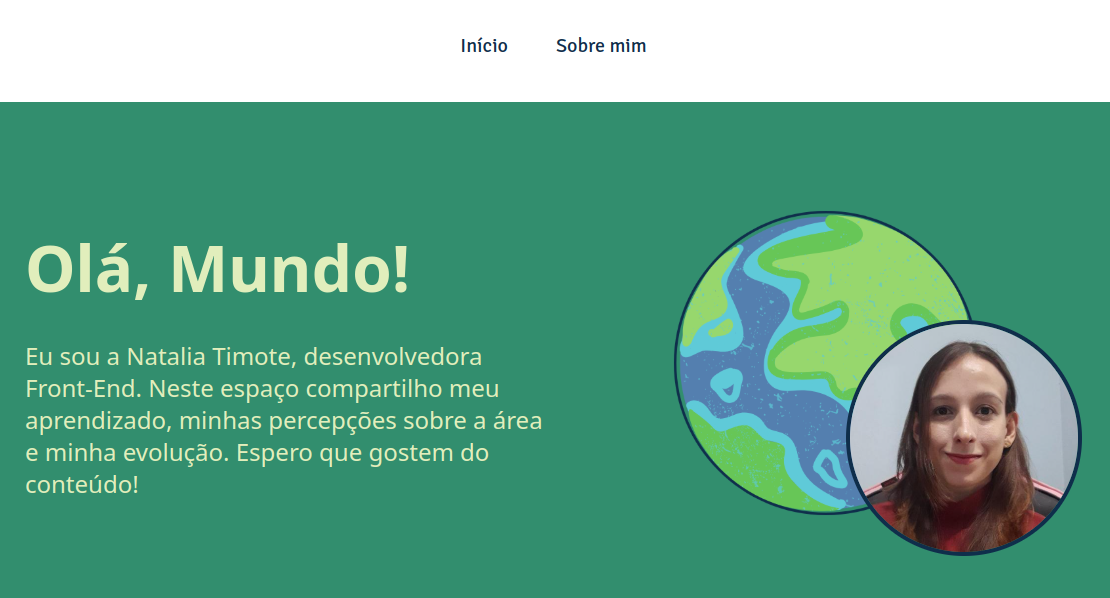 Início Sobre mim
Olá, Mundo!
Eu sou a Natalia Timote, desenvolvedora
Front-End. Neste espaço compartilho meu
aprendizado, minhas percepções sobre a área
e minha evolução. Espero que gostem do
conteúdo!